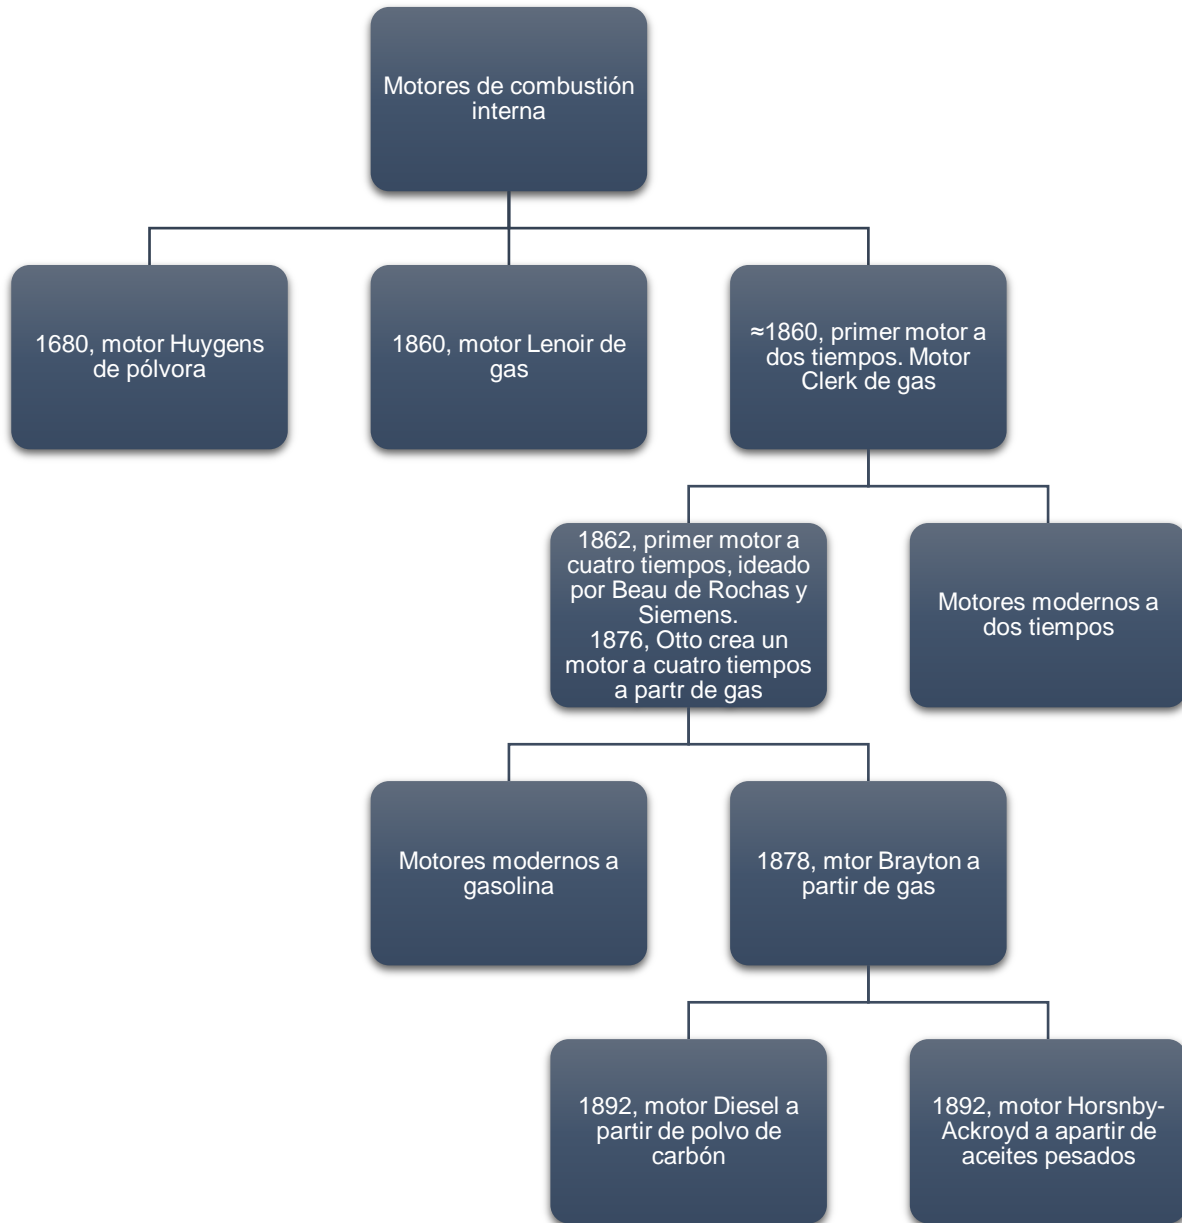 Motores de combustión
interna
1680, motor Huygens
de pólvora
1860, motor Lenoir de
gas
≈1860, primer motor a
dos tiempos. Motor
Clerk de gas
1862, primer motor a
cuatro tiempos, ideado
por Beau de Rochas y
Siemens.
1876, Otto crea un
motor a cuatro tiempos
a partr de gas
Motores modernos a
dos tiempos
Motores modernos a
gasolina
1878, mtor Brayton a
partir de gas
1892, motor Diesel a
partir de polvo de
carbón
1892, motor Horsnby-
Ackroyd a apartir de
aceites pesados